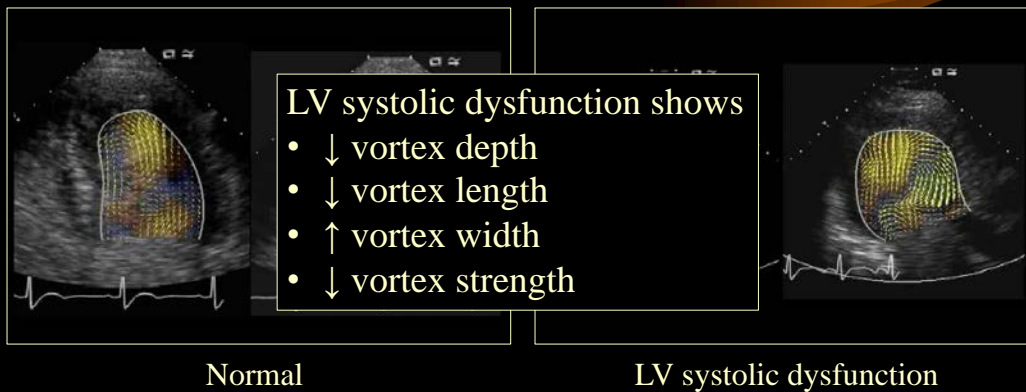 LV systolic dysfunction shows
• ↓ vortex depth
• ↓ vortex length
• ↑ vortex width
• ↓ vortex strength
Normal
LV systolic dysfunction